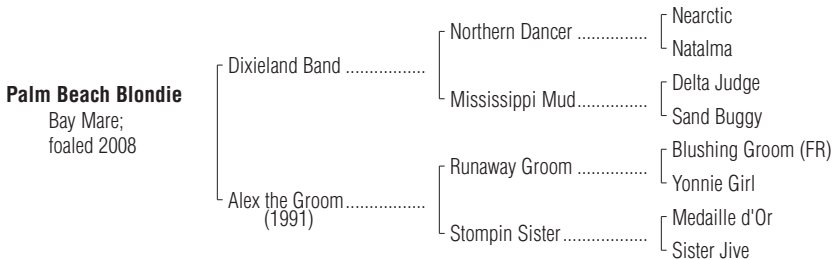 Palm Beach Blondie
Bay Mare;
foaled 2008
Dixieland Band .................
Alex the Groom .................
(1991)
Northern Dancer ...............
Mississippi Mud ...............
Runaway Groom ...............
Stompin Sister ..................
Nearctic
Natalma
Delta Judge
Sand Buggy
Blushing Groom (FR)
Yonnie Girl
Medaille d'Or
Sister Jive